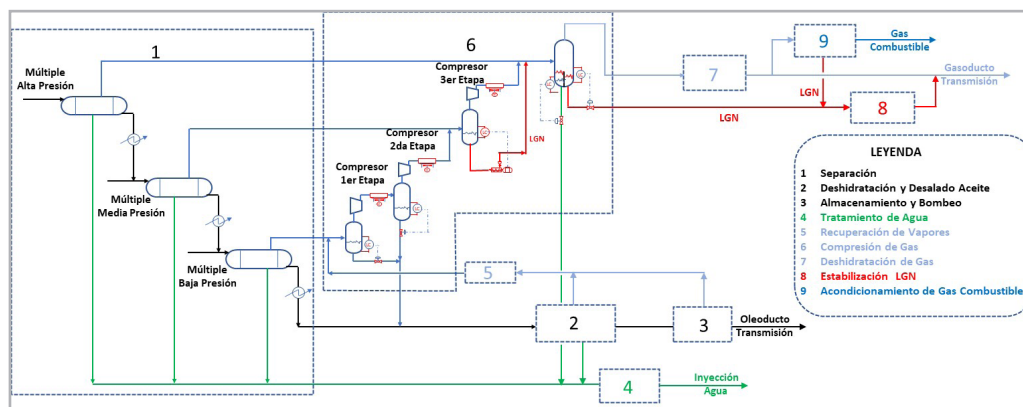 1
6
9
Gas
Combustible
Múltiple
Alta Presión
Compresor
3er Etapa
7
Gasoducto
Transmisión
LGN
LGN
8
Compresor
2da Etapa
LGN
Compresor
1er Etapa
Múltiple
Media Presión
Múltiple
Baja Presión
5
2
3
Oleoducto
Transmisión
4
Inyección
Agua
LEYENDA
1 Separación
2 Deshidratación y Desalado Aceite
3 Almacenamiento y Bombeo
4 Tratamiento de Agua
5 Recuperación de Vapores
6 Compresión de Gas
7 Deshidratación de Gas
8 Estabilización LGN
9 Acondicionamiento de Gas Combustible